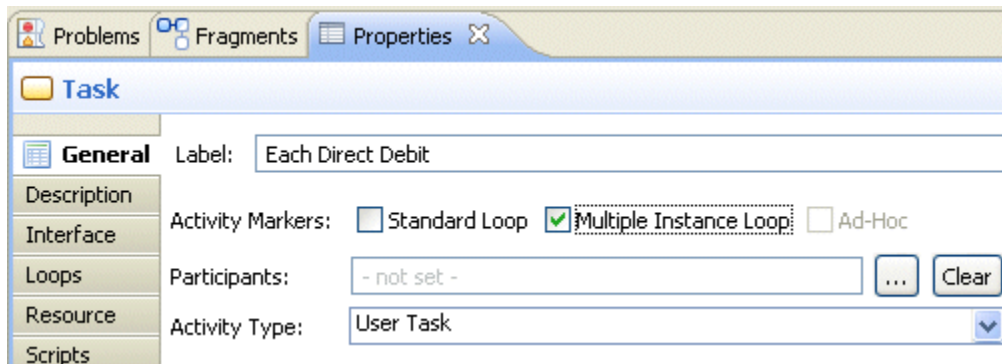 Problems Fragments Properties
Task
General Label: Each Direct Debit
Description
Activity Markers: Standard Loop Multiple Instance Loop Ad-Hoc
Interface
Loops Participants: - not set - ... Clear
Resource
Activity Type: User Task
Scripts